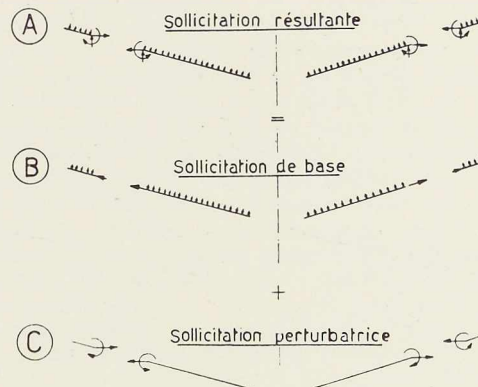 A Sollicitation résultante
=
B Sollicitation de base
+
C Sollicitation perturbatrice